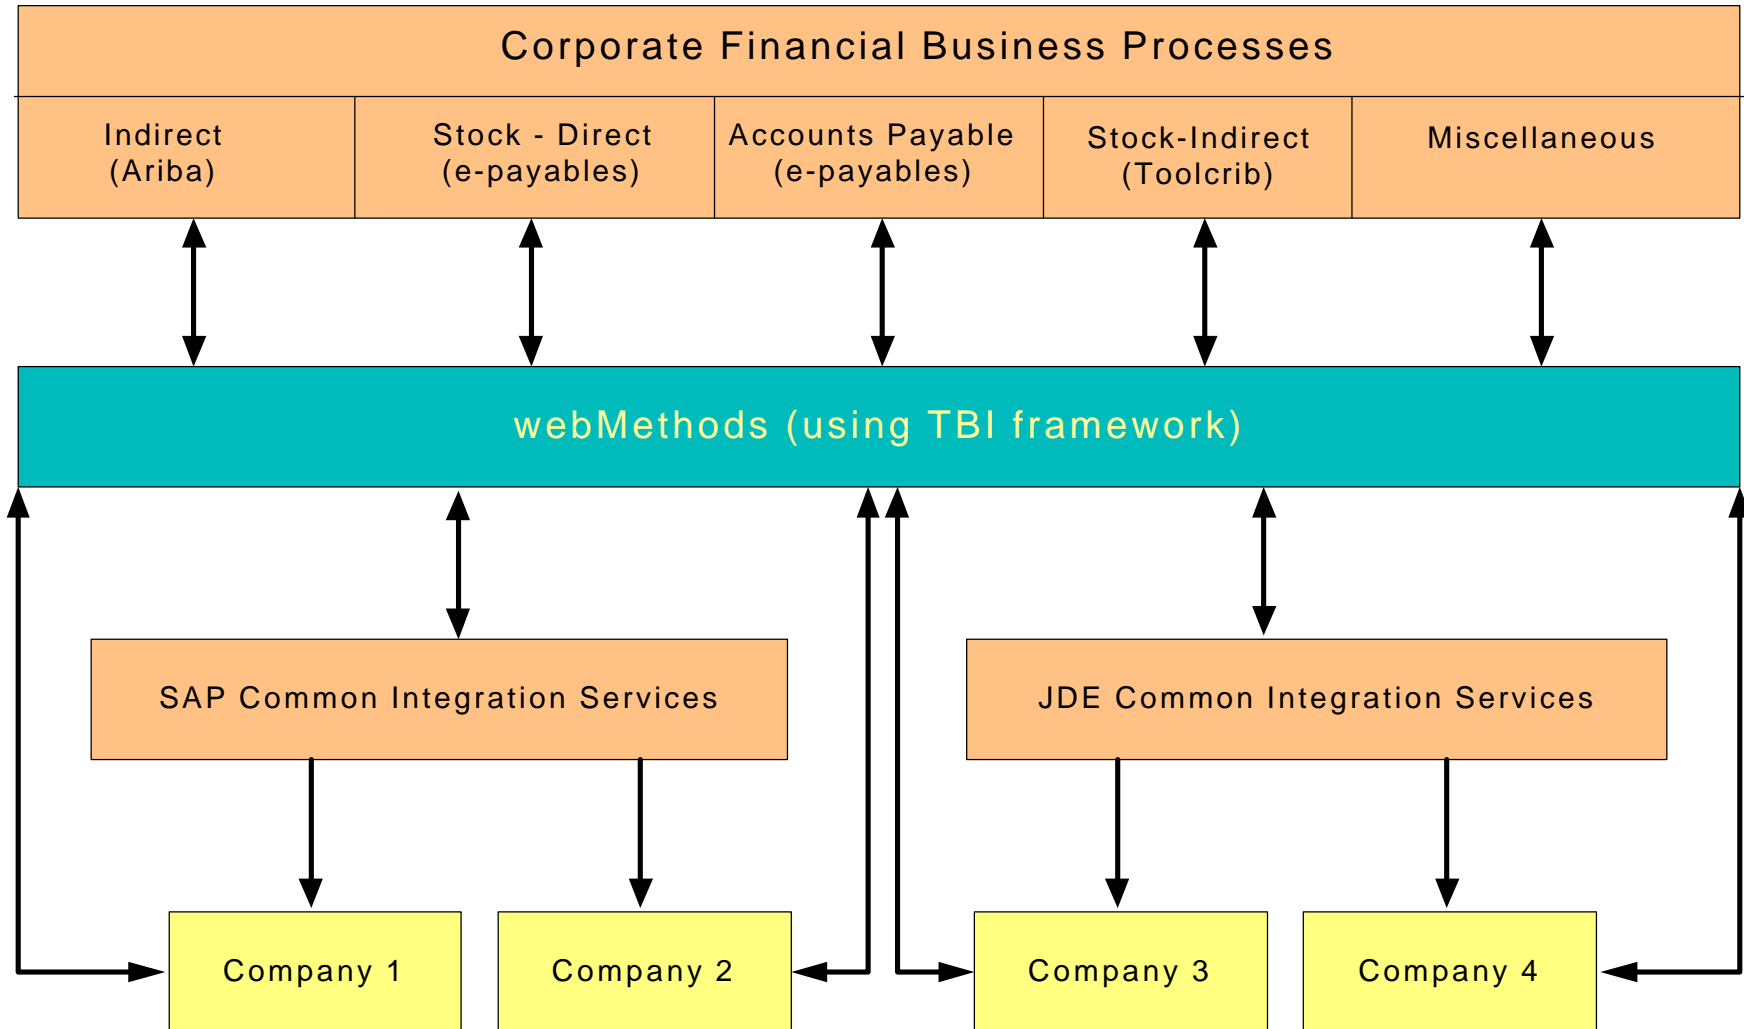 Corporate Financial Business Processes
Indirect
(Ariba)
Stock - Direct
(e-payables)
Accounts Payable
(e-payables)
Stock-Indirect
(Toolcrib)
Miscellaneous
webMethods (using TBI framework)
SAP Common Integration Services
JDE Common Integration Services
Company 1
Company 2
Company 3
Company 4